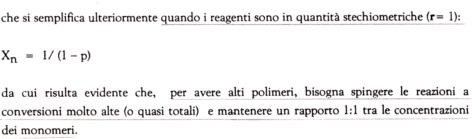 che si semplifica ulteriormente quando i reagenti sono in quantità stechiometriche (r= 1):
Xn = 1/ (1 - p)
da cui risulta evidente che, per avere alti polimeri, bisogna spingere le reazioni a
conversioni molto alte (o quasi totali) e mantenere un rapporto 1:1 tra le concentrazioni
dei monomeri.